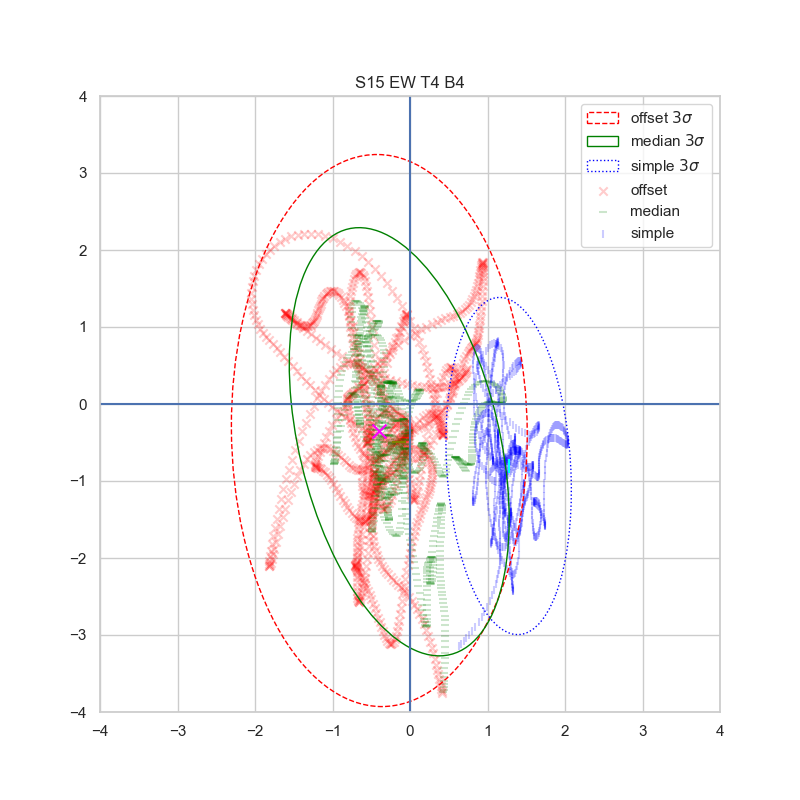 S15 EW T4 B4
offset 3σ
median 3σ
simple 3σ
offset
median
simple
4
3
2
1
0
−1
−2
−3
−4
−4 −3 −2 −1 0 1 2 3 4